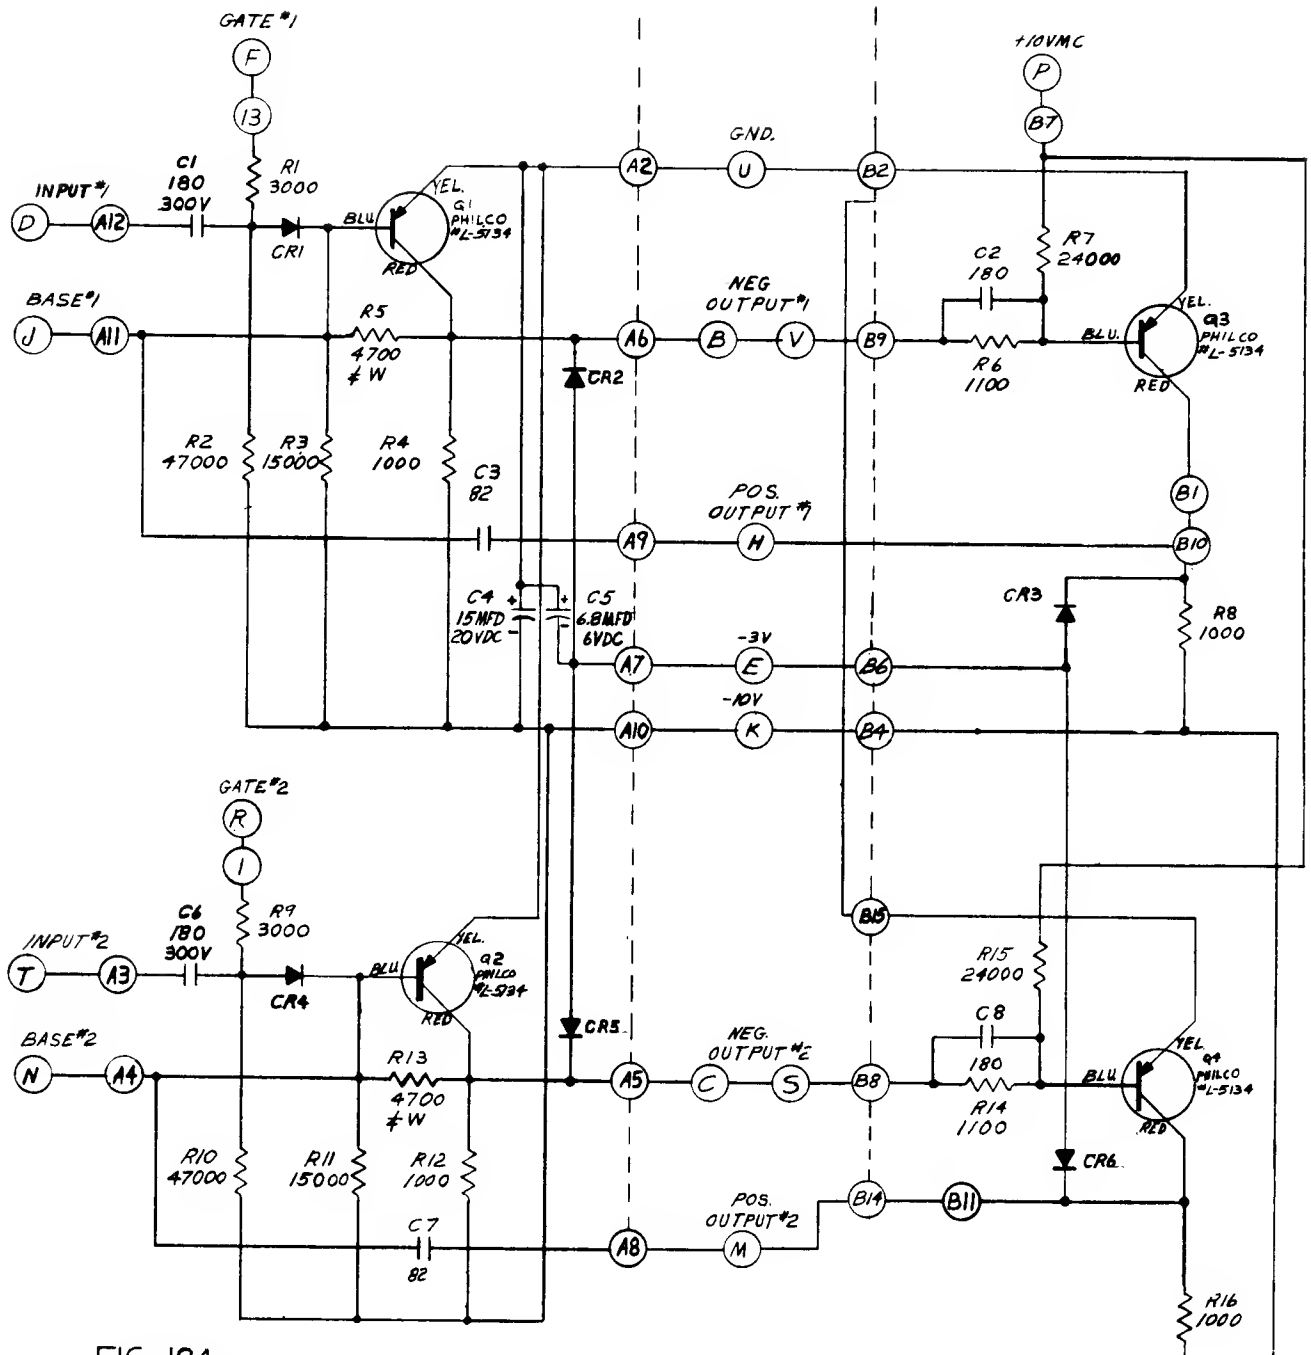 GATE #1
F
13
+10VMC
P
B7
R1
3000
C1
180
300V
INPUT #1
D
A12
CR1
BLU
YEL.
Q1
PHILCO
#L-5134
RED
A2
GND.
U
B2
R7
24000
C2
180
BASE #1
J
A11
R5
4700
A6
NEG
OUTPUT #1
B
V
B9
R6
1100
BLU.
YEL.
Q3
PHILCO
#L-5134
RED
CR2
R2
47000
R3
15000
R4
1000
C3
82
A9
POS.
OUTPUT #1
H
B1
B10
C4
15MFD
20VDC
+
-
C5
6.8MFD
6VDC
+
-
CR3
R8
1000
A7
-3V
E
B6
A10
-10V
K
B4
GATE #2
R
1
R9
3000
C6
180
300V
INPUT #2
T
A3
CR4
BLU
YEL.
Q2
PHILCO
#L-5134
RED
B15
R15
24000
C8
180
CR5
BASE #2
N
A4
R13
4700
A5
NEG.
OUTPUT #2
C
S
B8
R14
1100
BLU
YEL.
Q4
PHILCO
#L-5134
RED
R10
47000
R11
15000
R12
1000
CR6
C7
82
A8
POS.
OUTPUT #2
M
B14
B11
R16
1000